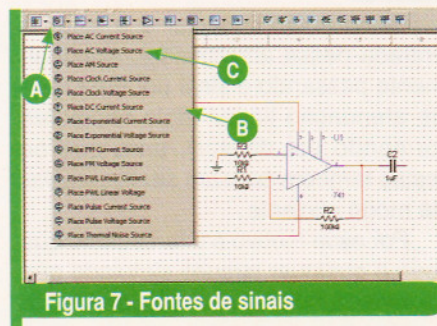 A
Place AC Current Source
Place AC Voltage Source
C
Place AM Source
Place Clock Current Source
Place Clock Voltage Source
Place DC Current Source
B
Place Exponential Current Source
Place Exponential Voltage Source
Place FM Current Source
Place FM Voltage Source
Place PWL Linear Current
Place PWL Linear Voltage
Place Pulse Current Source
Place Pulse Voltage Source
Place Thermal Noise Source
U3
R3
10kΩ
R1
10kΩ
741
C2
1uF
R2
100kΩ
Figura 7 - Fontes de sinais